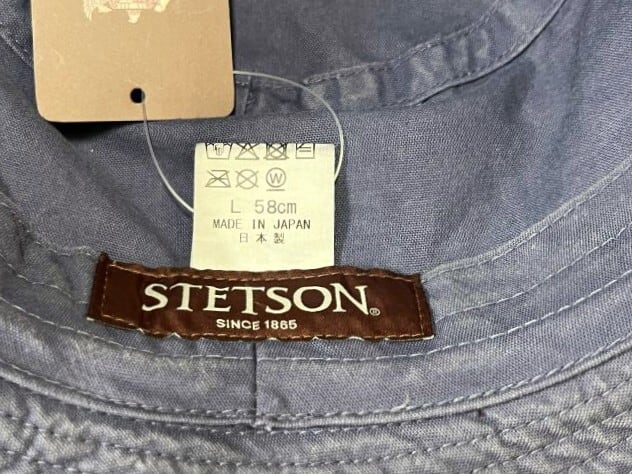 L 58cm
MADE IN JAPAN
日本製
STETSON®
SINCE 1865